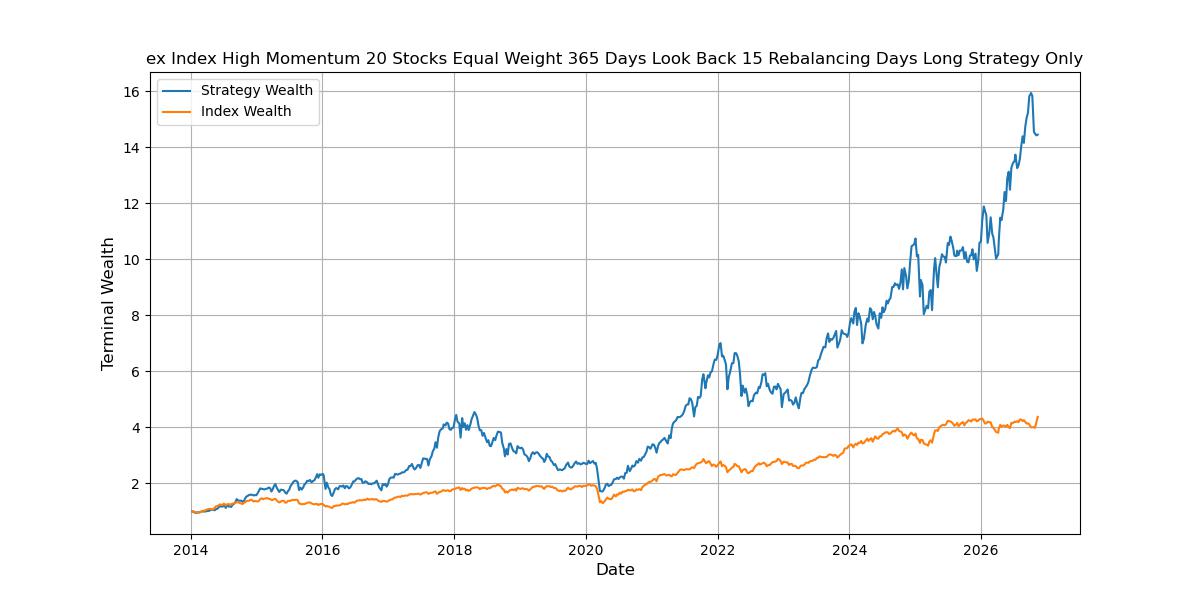 ex Index High Momentum 20 Stocks Equal Weight 365 Days Look Back 15 Rebalancing Days Long Strategy Only
Strategy Wealth
Index Wealth
Terminal Wealth
16
14
12
10
8
6
4
2
2014 2016 2018 2020 2022 2024 2026
Date